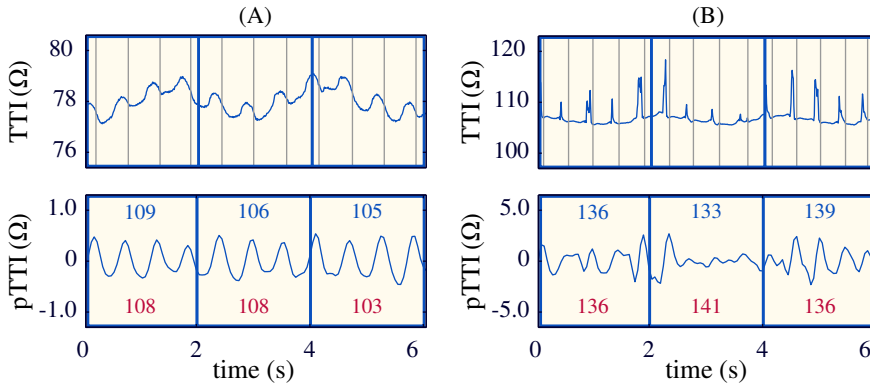 (A)
80
78
76
TTI (Ω)
1.0
0
-1.0
pTTI (Ω)
109 106 105
108 108 103
0 2 4 6
time (s)
(B)
120
110
100
TTI (Ω)
5.0
0
-5.0
pTTI (Ω)
136 133 139
136 141 136
0 2 4 6
time (s)